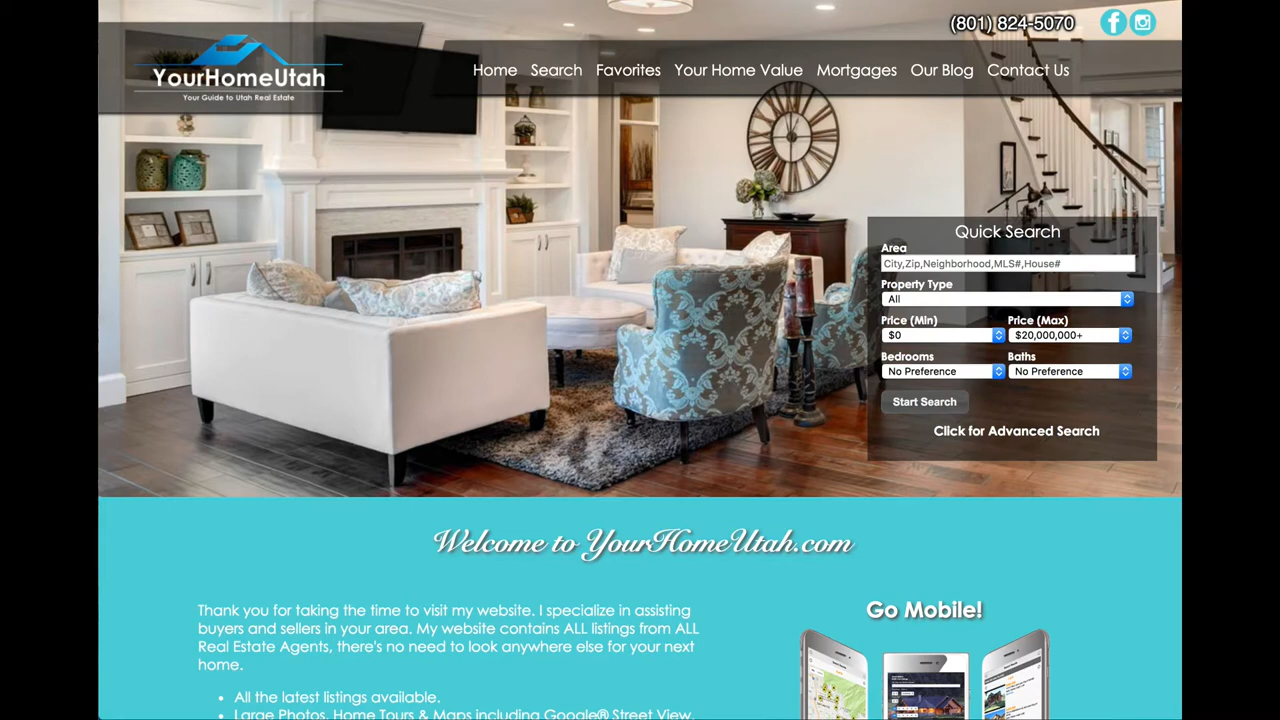 (801) 824-5070
YourHomeUtah
Your Guide to Utah Real Estate
Home Search Favorites Your Home Value Mortgages Our Blog Contact Us
Quick Search
Area
City,Zip,Neighborhood,MLS#,House#
Property Type
All
Price (Min) Price (Max)
$0 $20,000,000+
Bedrooms Baths
No Preference No Preference
Start Search
Click for Advanced Search
Welcome to YourHomeUtah.com
Thank you for taking the time to visit my website. I specialize in assisting
buyers and sellers in your area. My website contains ALL listings from ALL
Real Estate Agents, there's no need to look anywhere else for your next
home.
• All the latest listings available.
• Large Photos, Home Tours & Maps including Google® Street View.
Go Mobile!